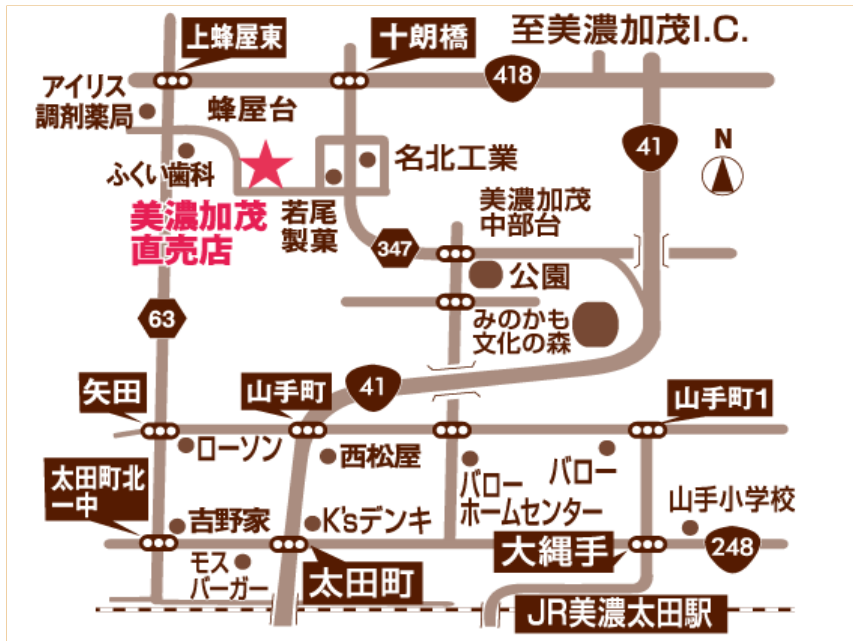 上蜂屋東
十朗橋
至美濃加茂I.C.
418
アイリス
調剤薬局
蜂屋台
41
N
ふくい歯科
名北工業
美濃加茂
直売店
若尾
製菓
美濃加茂
中部台
347
公園
63
みのかも
文化の森
矢田
山手町
41
山手町1
ローソン
西松屋
バロー
ホームセンター
バロー
太田町北
一中
吉野家
K'sデンキ
山手小学校
モス
バーガー
太田町
大縄手
248
JR美濃太田駅